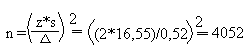 n = (z*s/△)² = ((2*16,55)/0,52)² = 4052